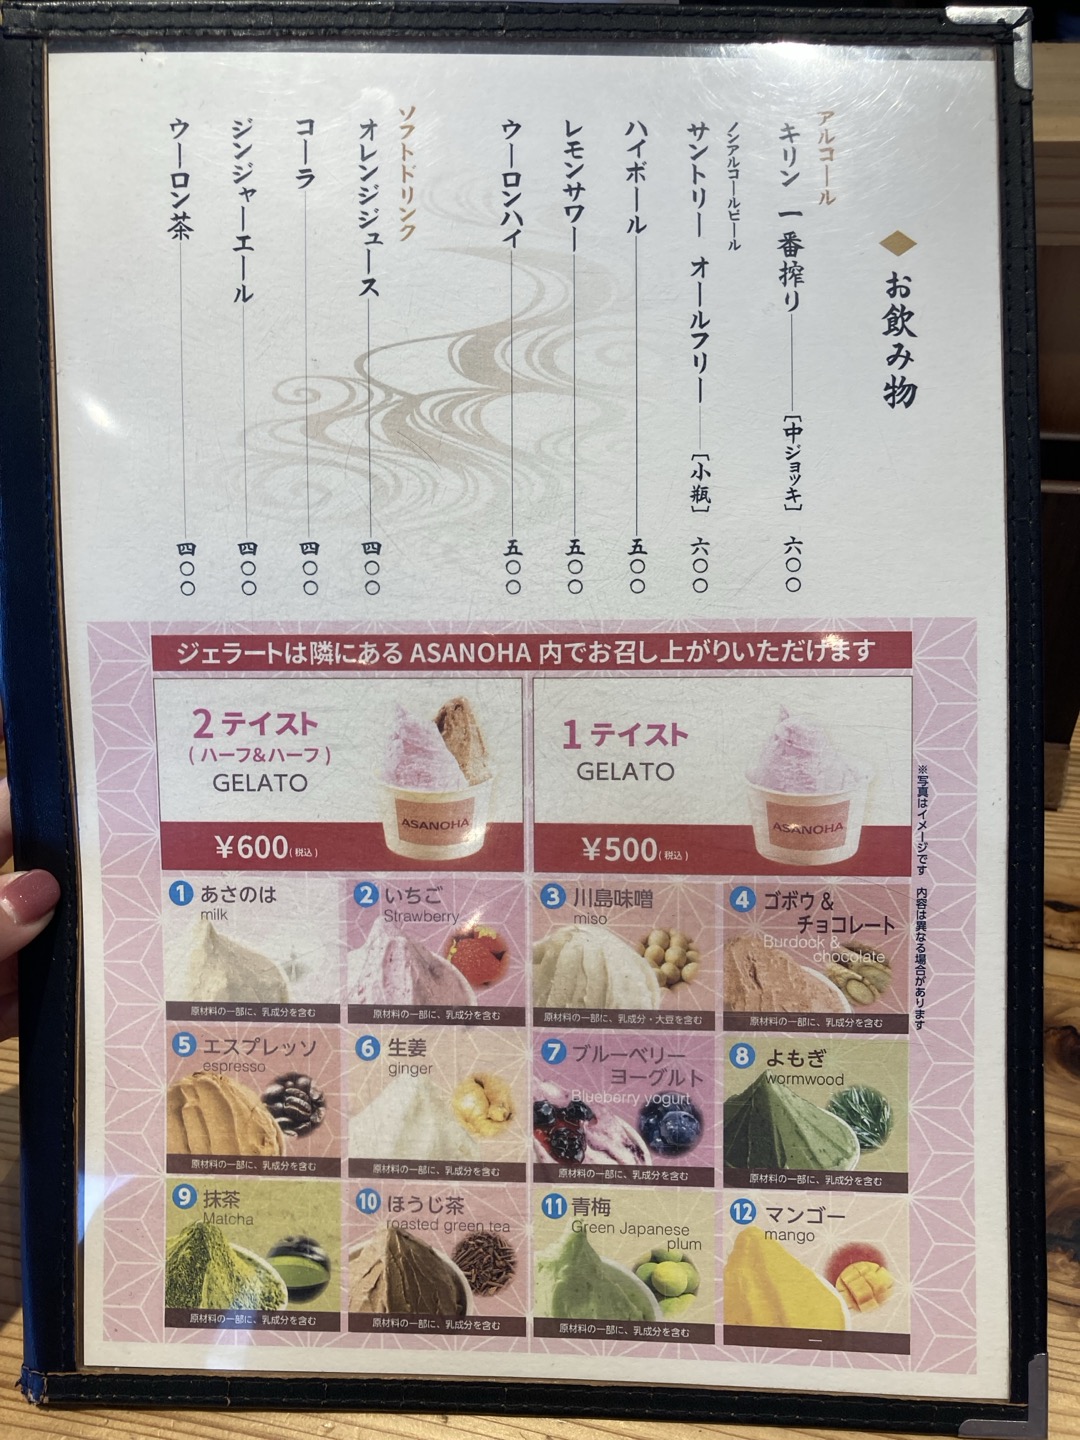 ◆お飲み物
アルコール
キリン 一番搾り [中ジョッキ] 六〇〇
ノンアルコールビール
サントリー オールフリー [小瓶] 六〇〇
ハイボール 五〇〇
レモンサワー 五〇〇
ウーロンハイ 五〇〇
ソフトドリンク
オレンジジュース 四〇〇
コーラ 四〇〇
ジンジャーエール 四〇〇
ウーロン茶 四〇〇
ジェラートは隣にある ASANOHA 内でお召し上がりいただけます
2 テイスト
( ハーフ&ハーフ )
GELATO
ASANOHA
¥600(税込)
1 テイスト
GELATO
ASANOHA
¥500(税込)
※写真はイメージです 内容は異なる場合があります
1 あさのは
milk
原材料の一部に、乳成分を含む
2 いちご
Strawberry
原材料の一部に、乳成分を含む
3 川島味噌
miso
原材料の一部に、乳成分・大豆を含む
4 ゴボウ &
チョコレート
Burdock &
chocolate
原材料の一部に、乳成分を含む
5 エスプレッソ
espresso
原材料の一部に、乳成分を含む
6 生姜
ginger
原材料の一部に、乳成分を含む
7 ブルーベリー
ヨーグルト
Blueberry yogurt
原材料の一部に、乳成分を含む
8 よもぎ
wormwood
原材料の一部に、乳成分を含む
9 抹茶
Matcha
原材料の一部に、乳成分を含む
10 ほうじ茶
roasted green tea
原材料の一部に、乳成分を含む
11 青梅
Green Japanese
plum
原材料の一部に、乳成分を含む
12 マンゴー
mango
—